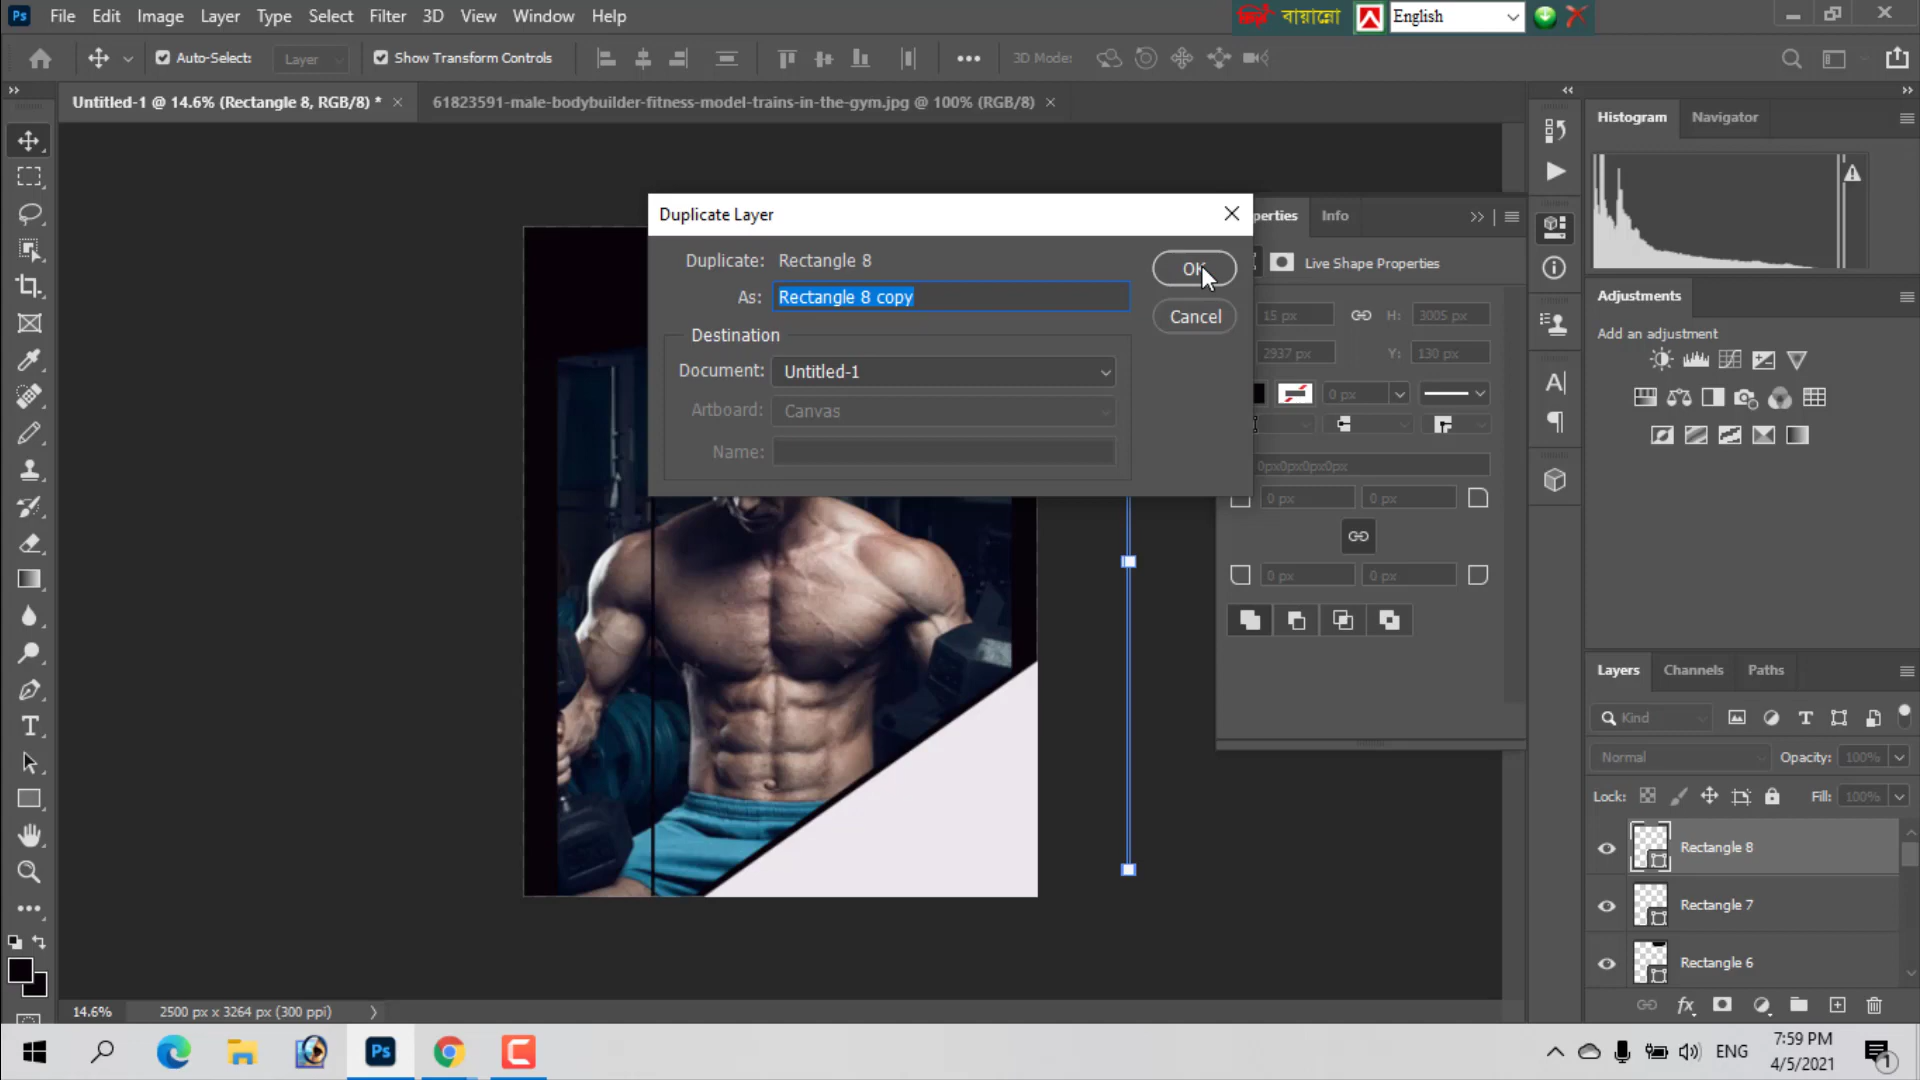 Ps File Edit Image Layer Type Select Filter 3D View Window Help
বায়ান্নো English
Auto-Select: Layer Show Transform Controls 3D Mode:
Untitled-1 @ 14.6% (Rectangle 8, RGB/8) * 61823591-male-bodybuilder-fitness-model-trains-in-the-gym.jpg @ 100% (RGB/8)
Histogram Navigator
Duplicate Layer
perties Info
Duplicate: Rectangle 8
OK
Live Shape Properties
As: Rectangle 8 copy
Adjustments
Cancel
15 px H: 3005 px
Destination
Add an adjustment
2937 px Y: 130 px
Document: Untitled-1
0 px
Artboard: Canvas
Name:
0px0px0px0px
0 px 0 px
0 px 0 px
Layers Channels Paths
Kind
Normal Opacity: 100%
Lock: Fill: 100%
Rectangle 8
Rectangle 7
Rectangle 6
14.6% 2500 px x 3264 px (300 ppi)
Ps
ENG
7:59 PM
4/5/2021
1